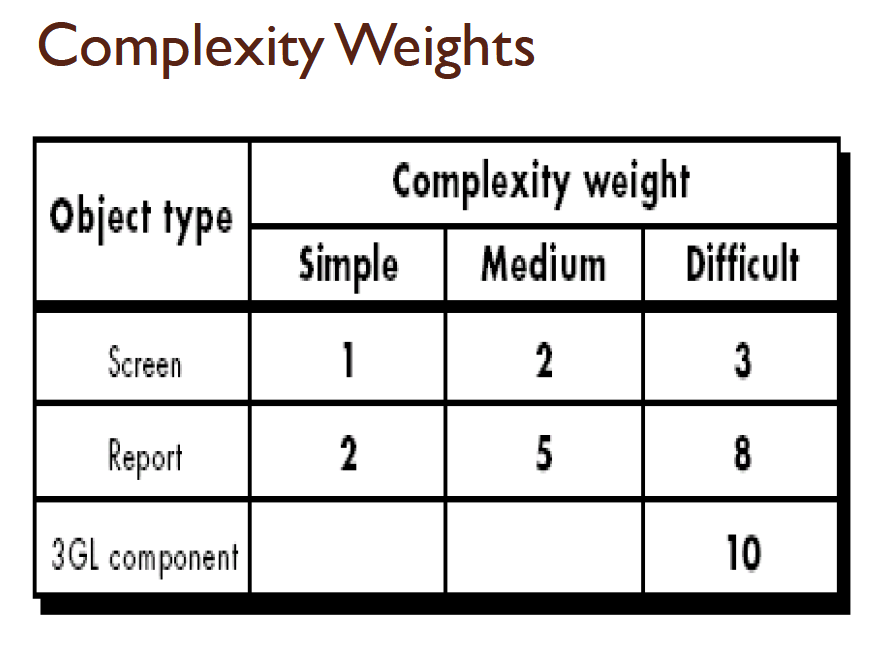 Complexity Weights
Object type
Complexity weight
Simple Medium Difficult
Screen 1 2 3
Report 2 5 8
3GL component 10